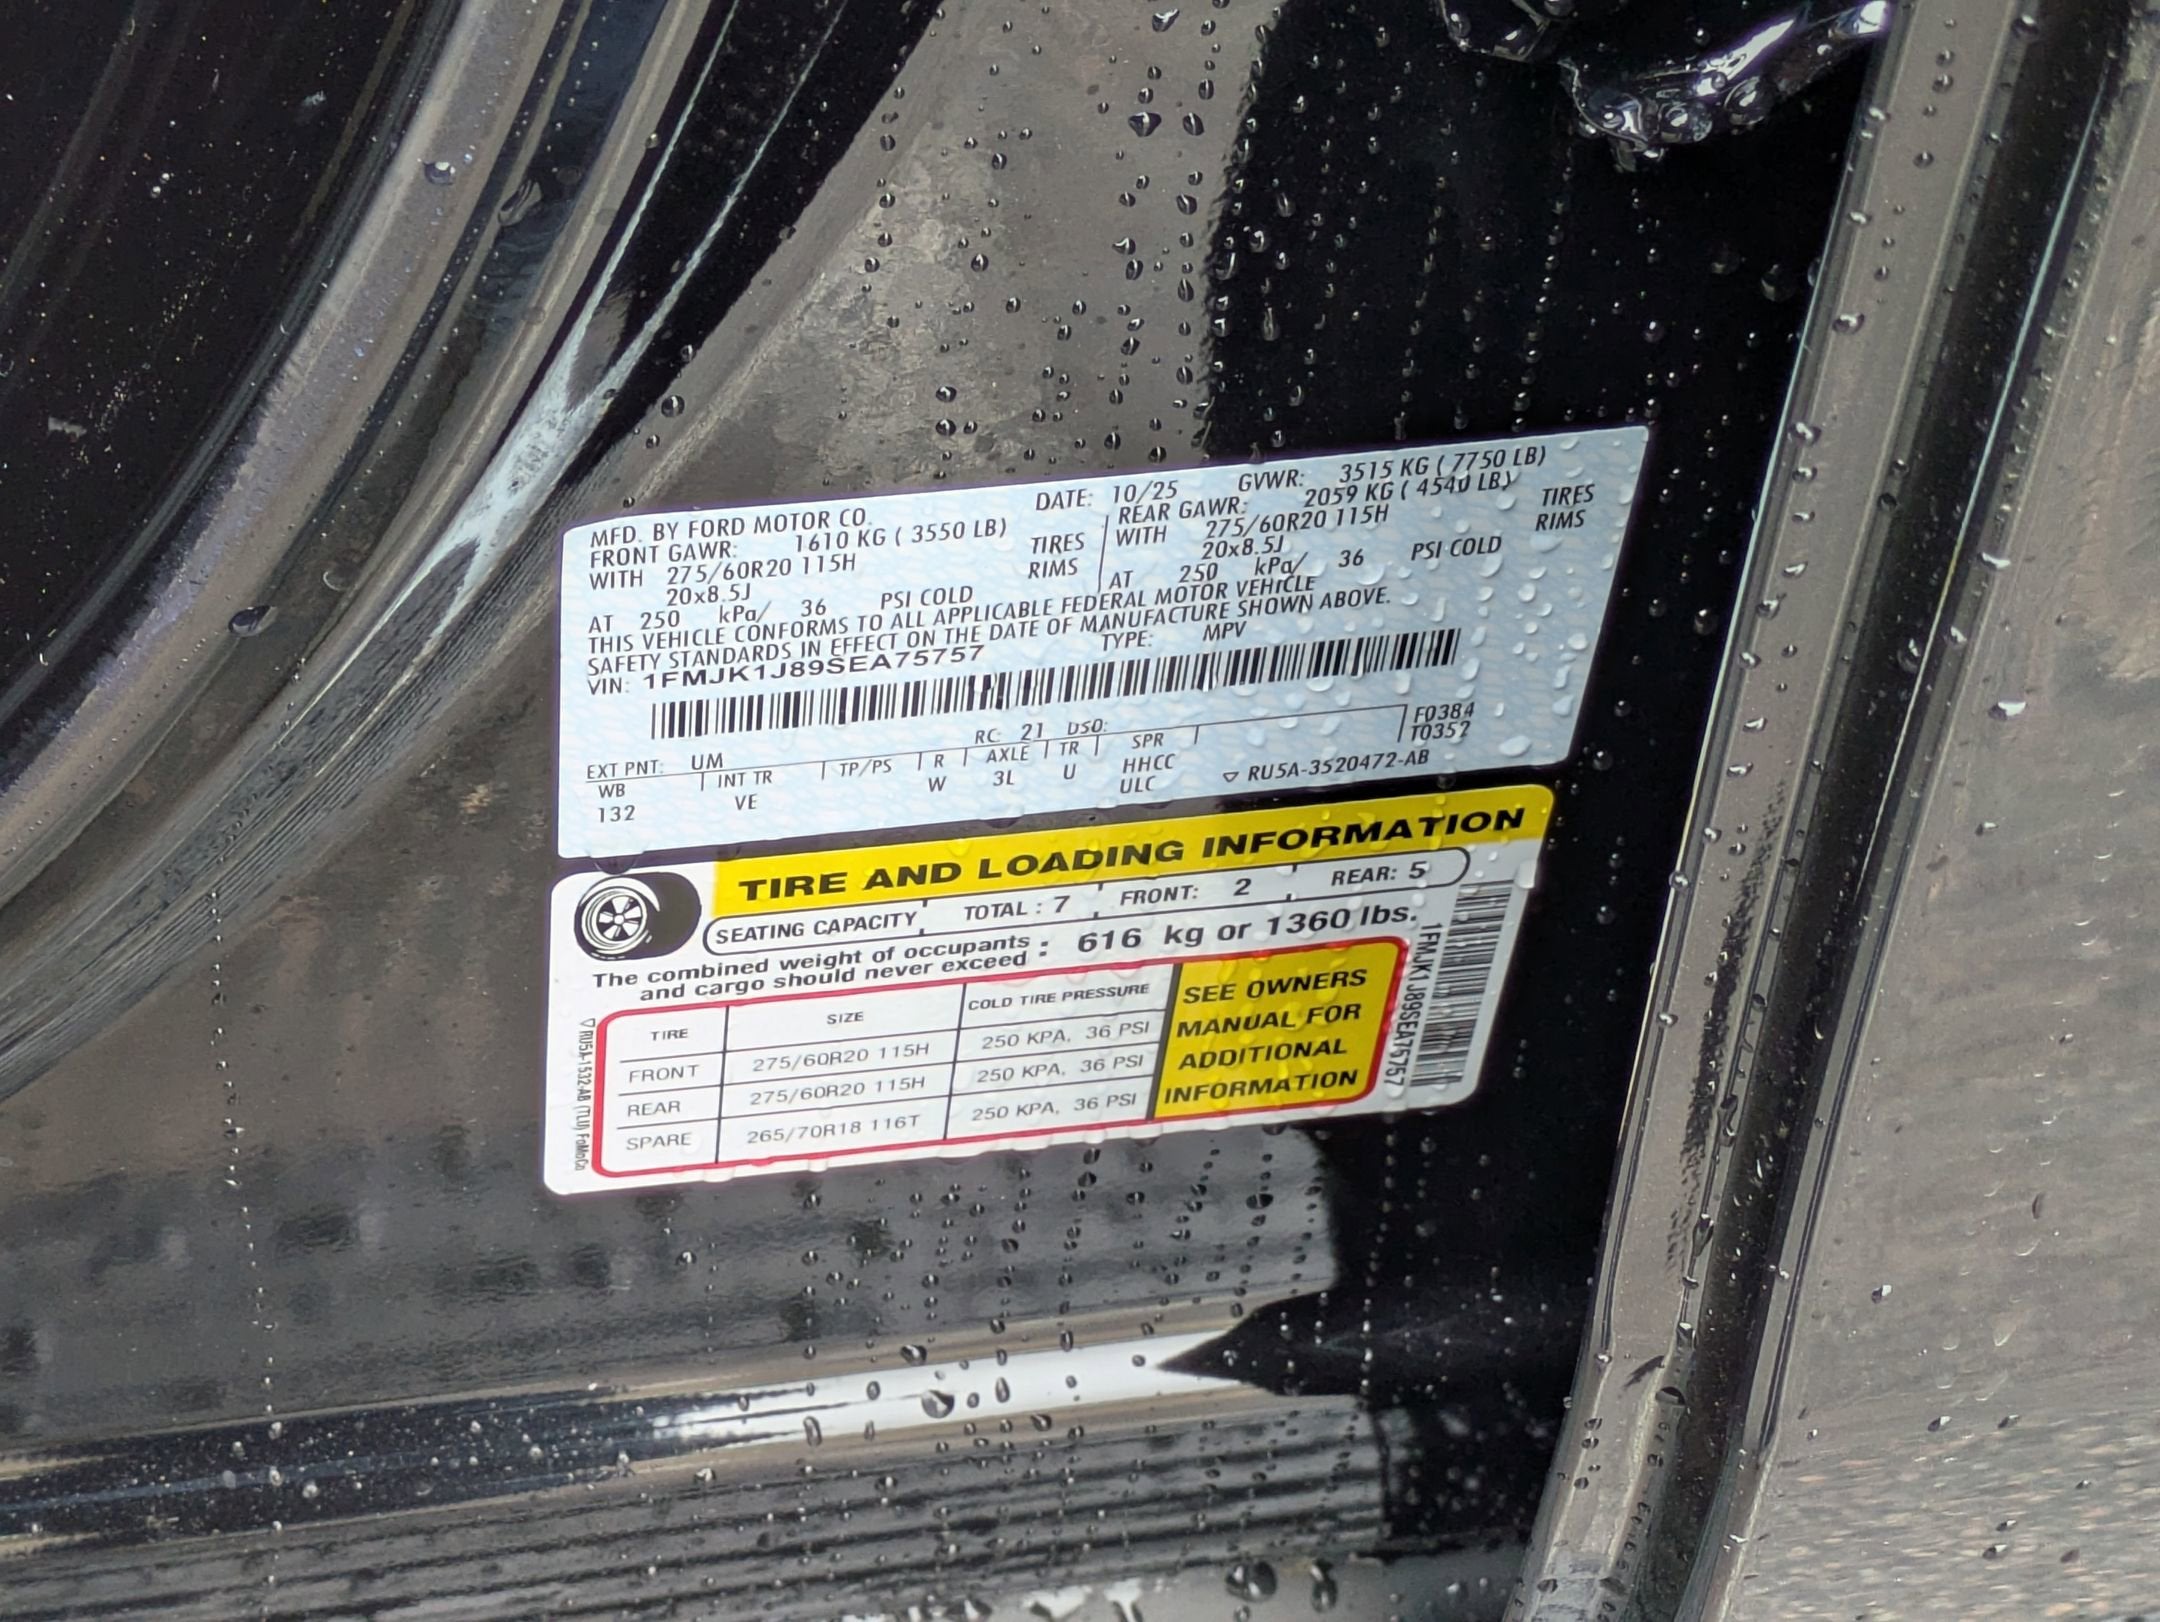 MFD. BY FORD MOTOR CO.
DATE: 10/25 GVWR: 3515 KG ( 7750 LB)
FRONT GAWR: 1610 KG ( 3550 LB)
WITH 275/60R20 115H TIRES
20x8.5J RIMS
AT 250 kPa/ 36 PSI COLD
REAR GAWR: 2059 KG ( 4540 LB)
WITH 275/60R20 115H TIRES
20x8.5J RIMS
AT 250 kPa/ 36 PSI COLD
THIS VEHICLE CONFORMS TO ALL APPLICABLE FEDERAL MOTOR VEHICLE
SAFETY STANDARDS IN EFFECT ON THE DATE OF MANUFACTURE SHOWN ABOVE.
VIN: 1FMJK1J89SEA75757 TYPE: MPV
F0384
T0352
EXT PNT: UM RC: 21 DSO:
WB INT TR TP/PS R AXLE TR SPR
132 VE W 3L U HHCC
ULC
RU5A-3520472-AB
TIRE AND LOADING INFORMATION
SEATING CAPACITY TOTAL : 7 FRONT: 2 REAR: 5
The combined weight of occupants
and cargo should never exceed : 616 kg or 1360 lbs.
TIRE SIZE COLD TIRE PRESSURE
FRONT 275/60R20 115H 250 KPA, 36 PSI
REAR 275/60R20 115H 250 KPA, 36 PSI
SPARE 265/70R18 116T 250 KPA, 36 PSI
SEE OWNERS
MANUAL FOR
ADDITIONAL
INFORMATION
1FMJK1J89SEA75757
RU5A-1532-AB (TLU) FoMoCo